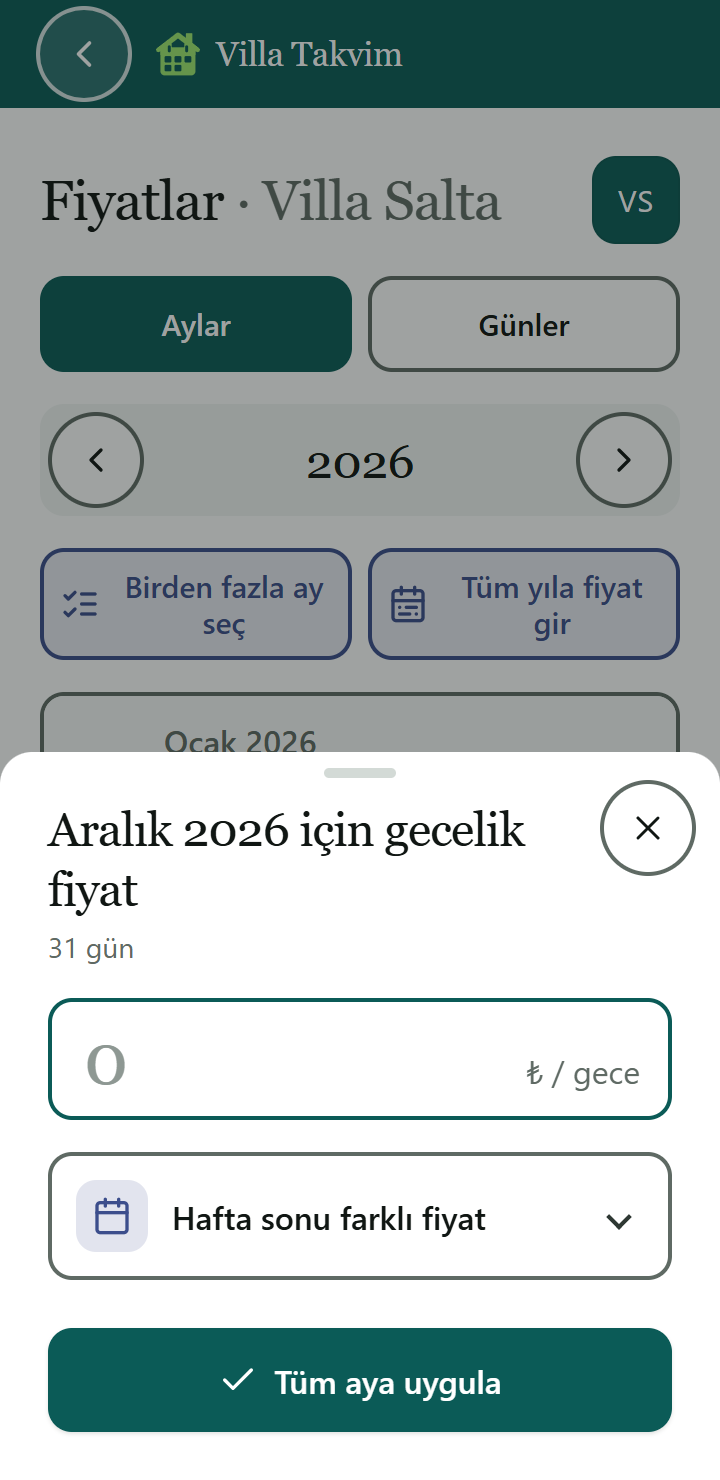 Villa Takvim
Fiyatlar · Villa Salta
VS
Aylar
Günler
2026
Birden fazla ay
seç
Tüm yıla fiyat
gir
Ocak 2026
Aralık 2026 için gecelik
fiyat
31 gün
0
₺ / gece
Hafta sonu farklı fiyat
Tüm aya uygula